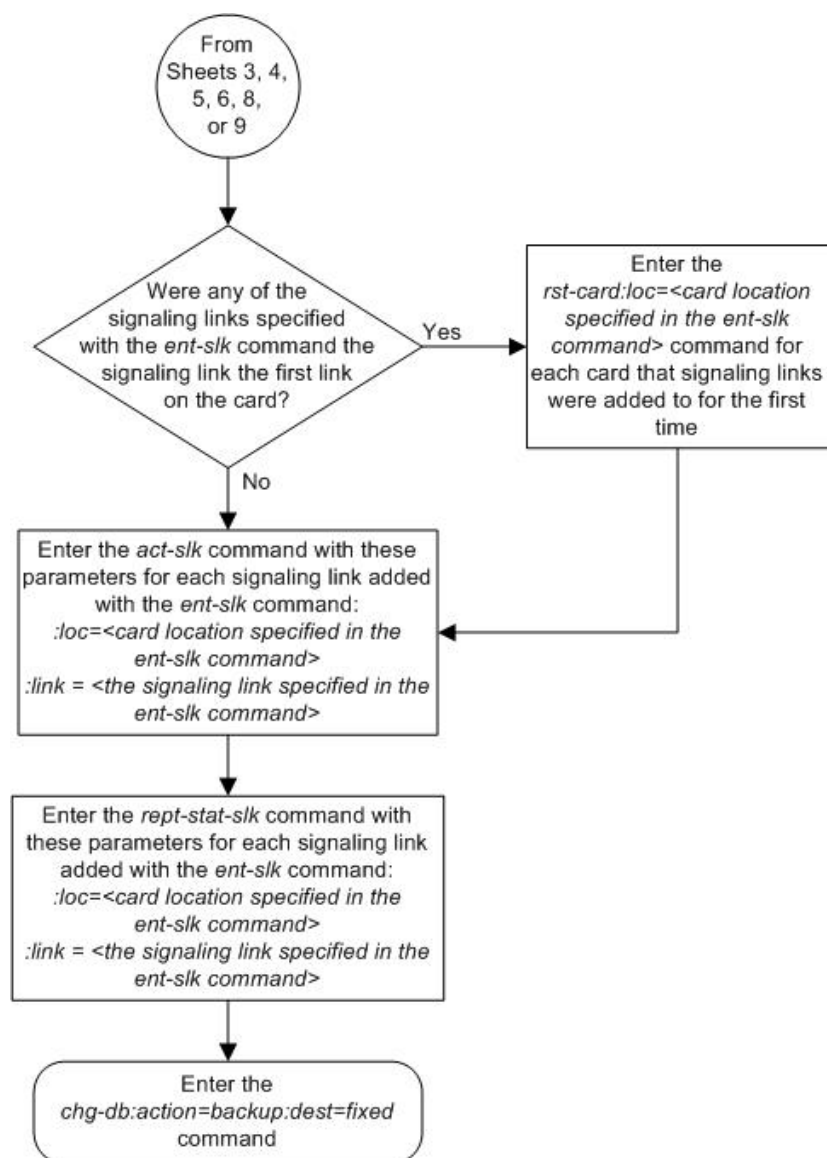 From
Sheets 3, 4,
5, 6, 8,
or 9
Were any of the
signaling links specified
with the ent-slk command the
signaling link the first link
on the card?
Yes
Enter the
rst-card:loc=<card location
specified in the ent-slk
command> command for
each card that signaling links
were added to for the first
time
No
Enter the act-slk command with these
parameters for each signaling link added
with the ent-slk command:
:loc=<card location specified in the
ent-slk command>
:link = <the signaling link specified in the
ent-slk command>
Enter the rept-stat-slk command with
these parameters for each signaling link
added with the ent-slk command:
:loc=<card location specified in the
ent-slk command>
:link = <the signaling link specified in the
ent-slk command>
Enter the
chg-db:action=backup:dest=fixed
command